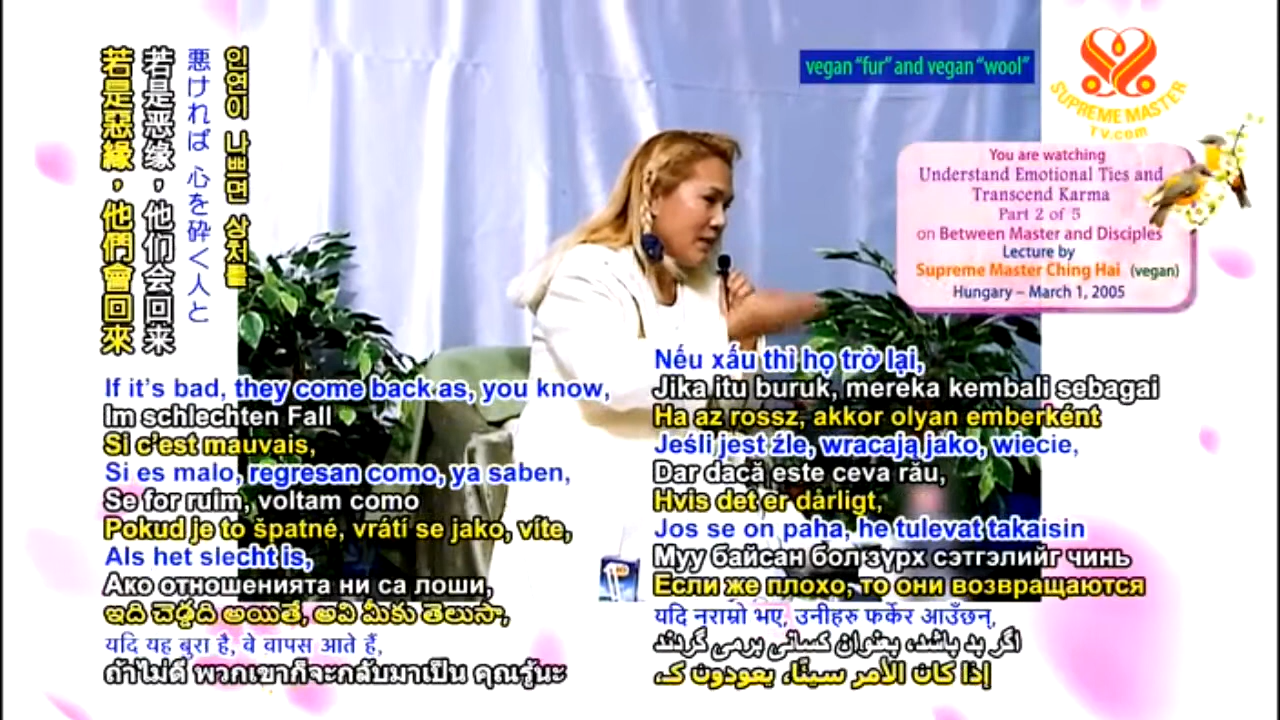 vegan “fur” and vegan “wool”
SUPREME MASTER
TV.com
You are watching
Understand Emotional Ties and
Transcend Karma
Part 2 of 5
on Between Master and Disciples
Lecture by
Supreme Master Ching Hai (vegan)
Hungary – March 1, 2005
인연이 나쁘면 상처를
悪ければ 心を砕く人と
若是恶缘，他们会回来
若是惡緣，他們會回來
If it’s bad, they come back as, you know,
Im schlechten Fall
Si c’est mauvais,
Si es malo, regresan como, ya saben,
Se for ruim, voltam como
Pokud je to špatné, vrátí se jako, víte,
Als het slecht is,
Ако отношенията ни са лоши,
ఇది చెడ్డది అయితే, అవి మీకు తెలుసా,
यदि यह बुरा है, वे वापस आते हैं,
ถ้าไม่ดี พวกเขาก็จะกลับมาเป็น คุณรู้นะ
Nếu xấu thì họ trở lại,
Jika itu buruk, mereka kembali sebagai
Ha az rossz, akkor olyan emberként
Jeśli jest źle, wracają jako, wiecie,
Dar dacă este ceva rău,
Hvis det er dårligt,
Jos se on paha, he tulevat takaisin
Муу байсан бол зүрх сэтгэлийг чинь
Если же плохо, то они возвращаются
यदि नराम्रो भए, उनीहरु फर्केर आउँछन्,
اگر بد باشد، بعنوان کسانی برمی گردند
إذا كان الأمر سيئًا، يعودون كـ،